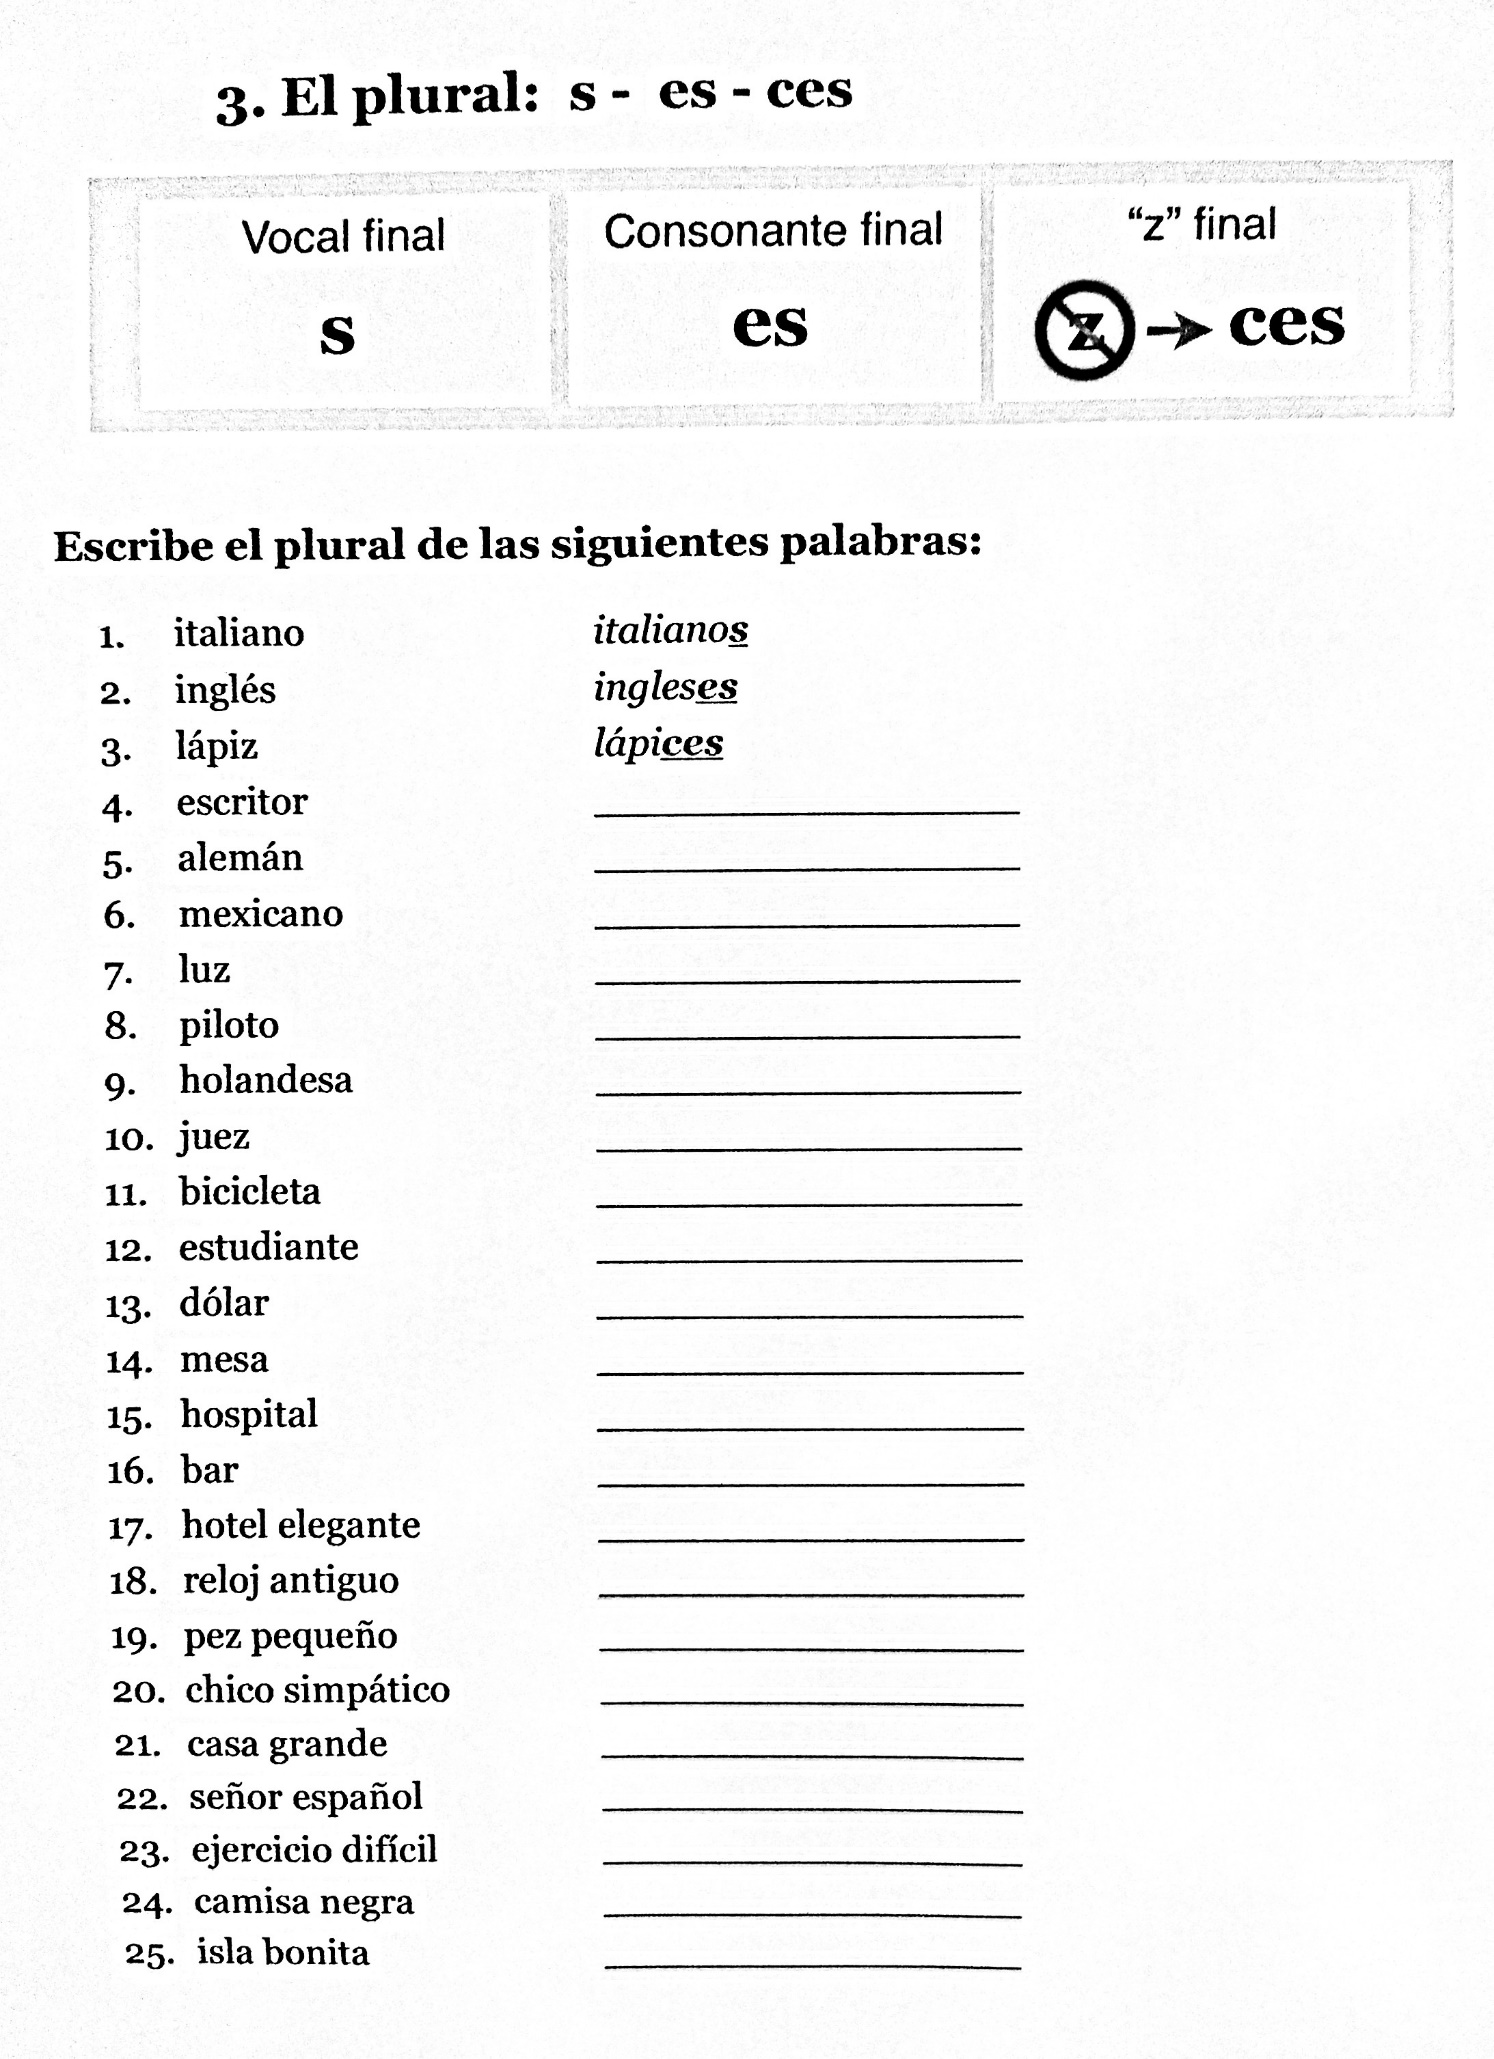 3. El plural: s - es - ces
Vocal final
Consonante final
“z” final
s
es
z → ces
Escribe el plural de las siguientes palabras:
1. italiano italianos
2. inglés ingleses
3. lápiz lápices
4. escritor
5. alemán
6. mexicano
7. luz
8. piloto
9. holandesa
10. juez
11. bicicleta
12. estudiante
13. dólar
14. mesa
15. hospital
16. bar
17. hotel elegante
18. reloj antiguo
19. pez pequeño
20. chico simpático
21. casa grande
22. señor español
23. ejercicio difícil
24. camisa negra
25. isla bonita